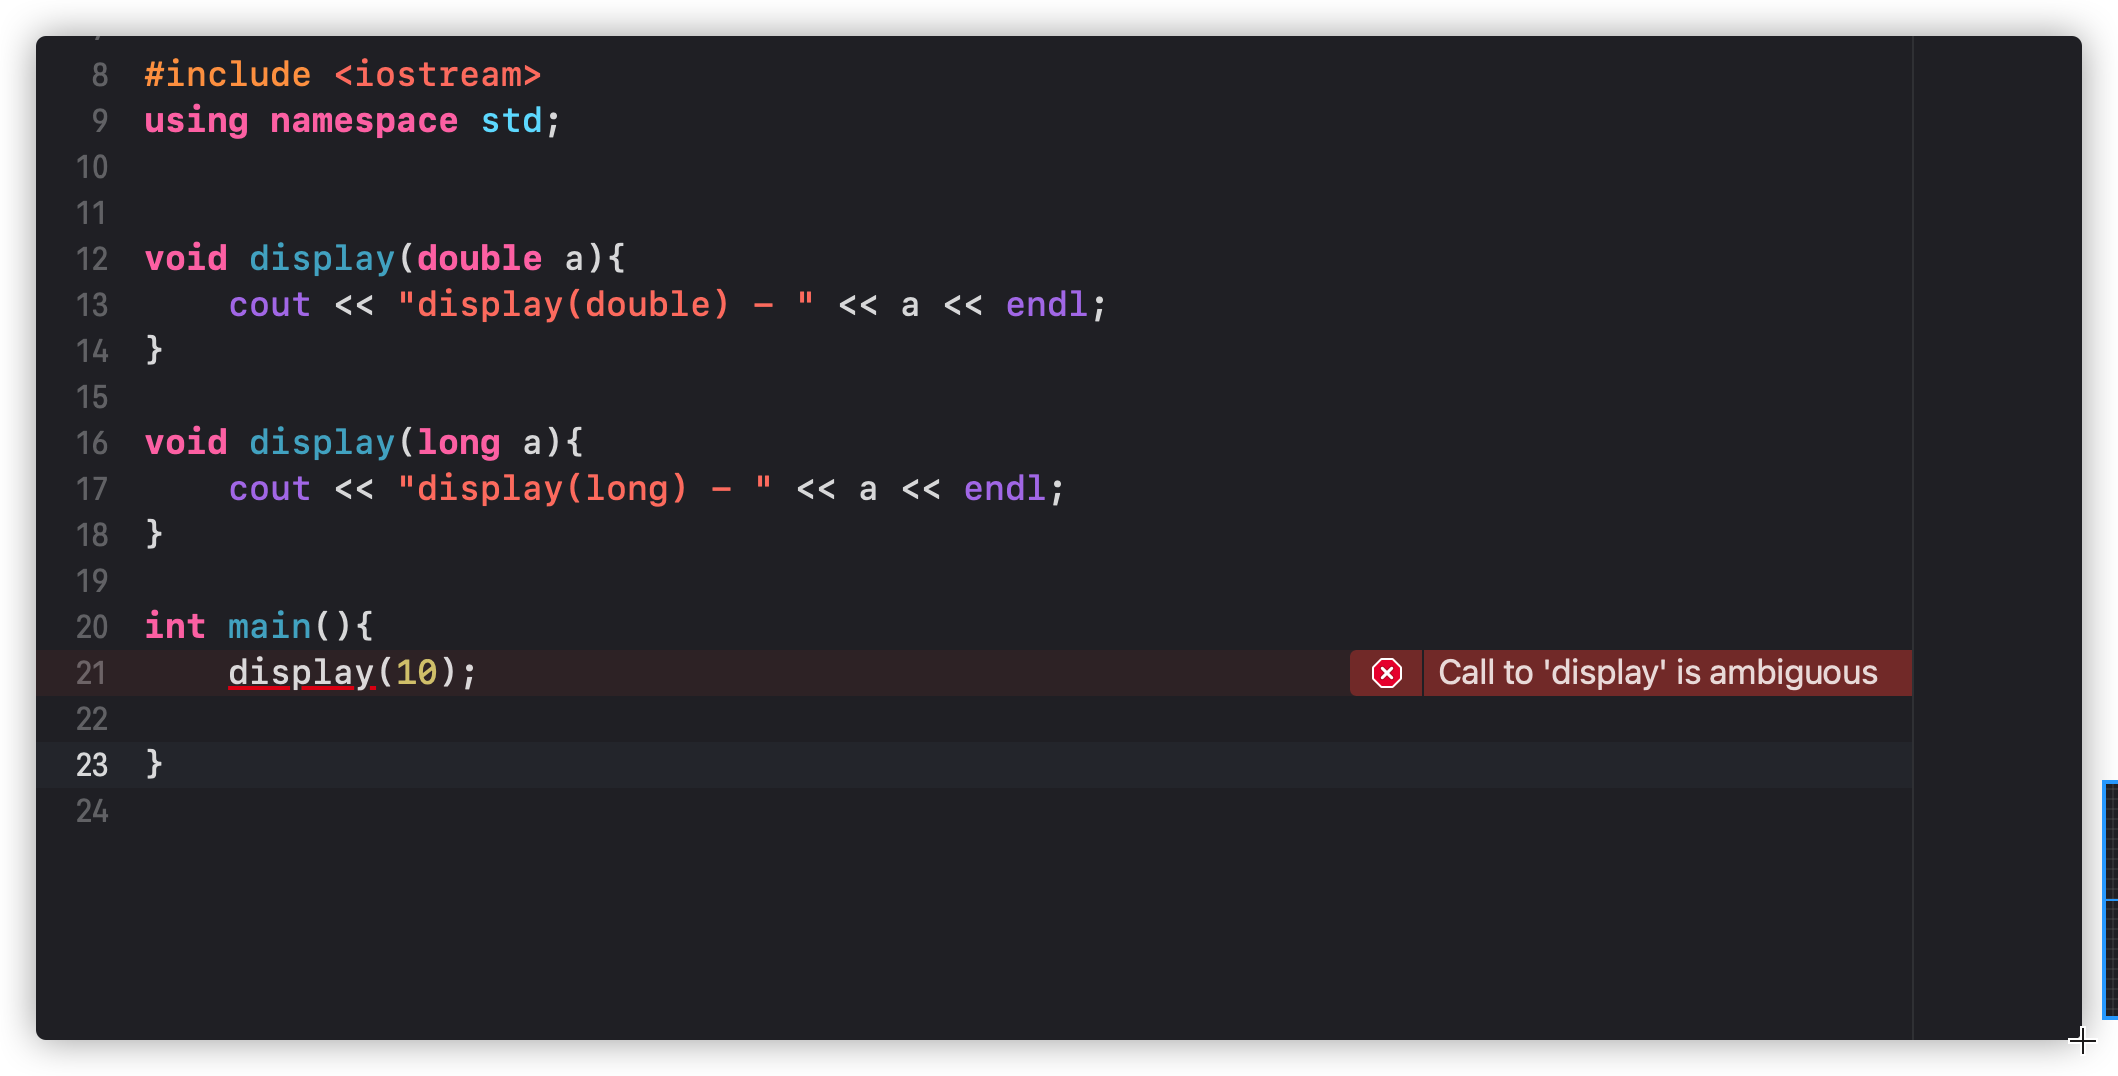 8 #include <iostream>
9 using namespace std;
10
11
12 void display(double a){
13     cout << "display(double) - " << a << endl;
14 }
15
16 void display(long a){
17     cout << "display(long) - " << a << endl;
18 }
19
20 int main(){
21     display(10); Call to 'display' is ambiguous
22
23 }
24